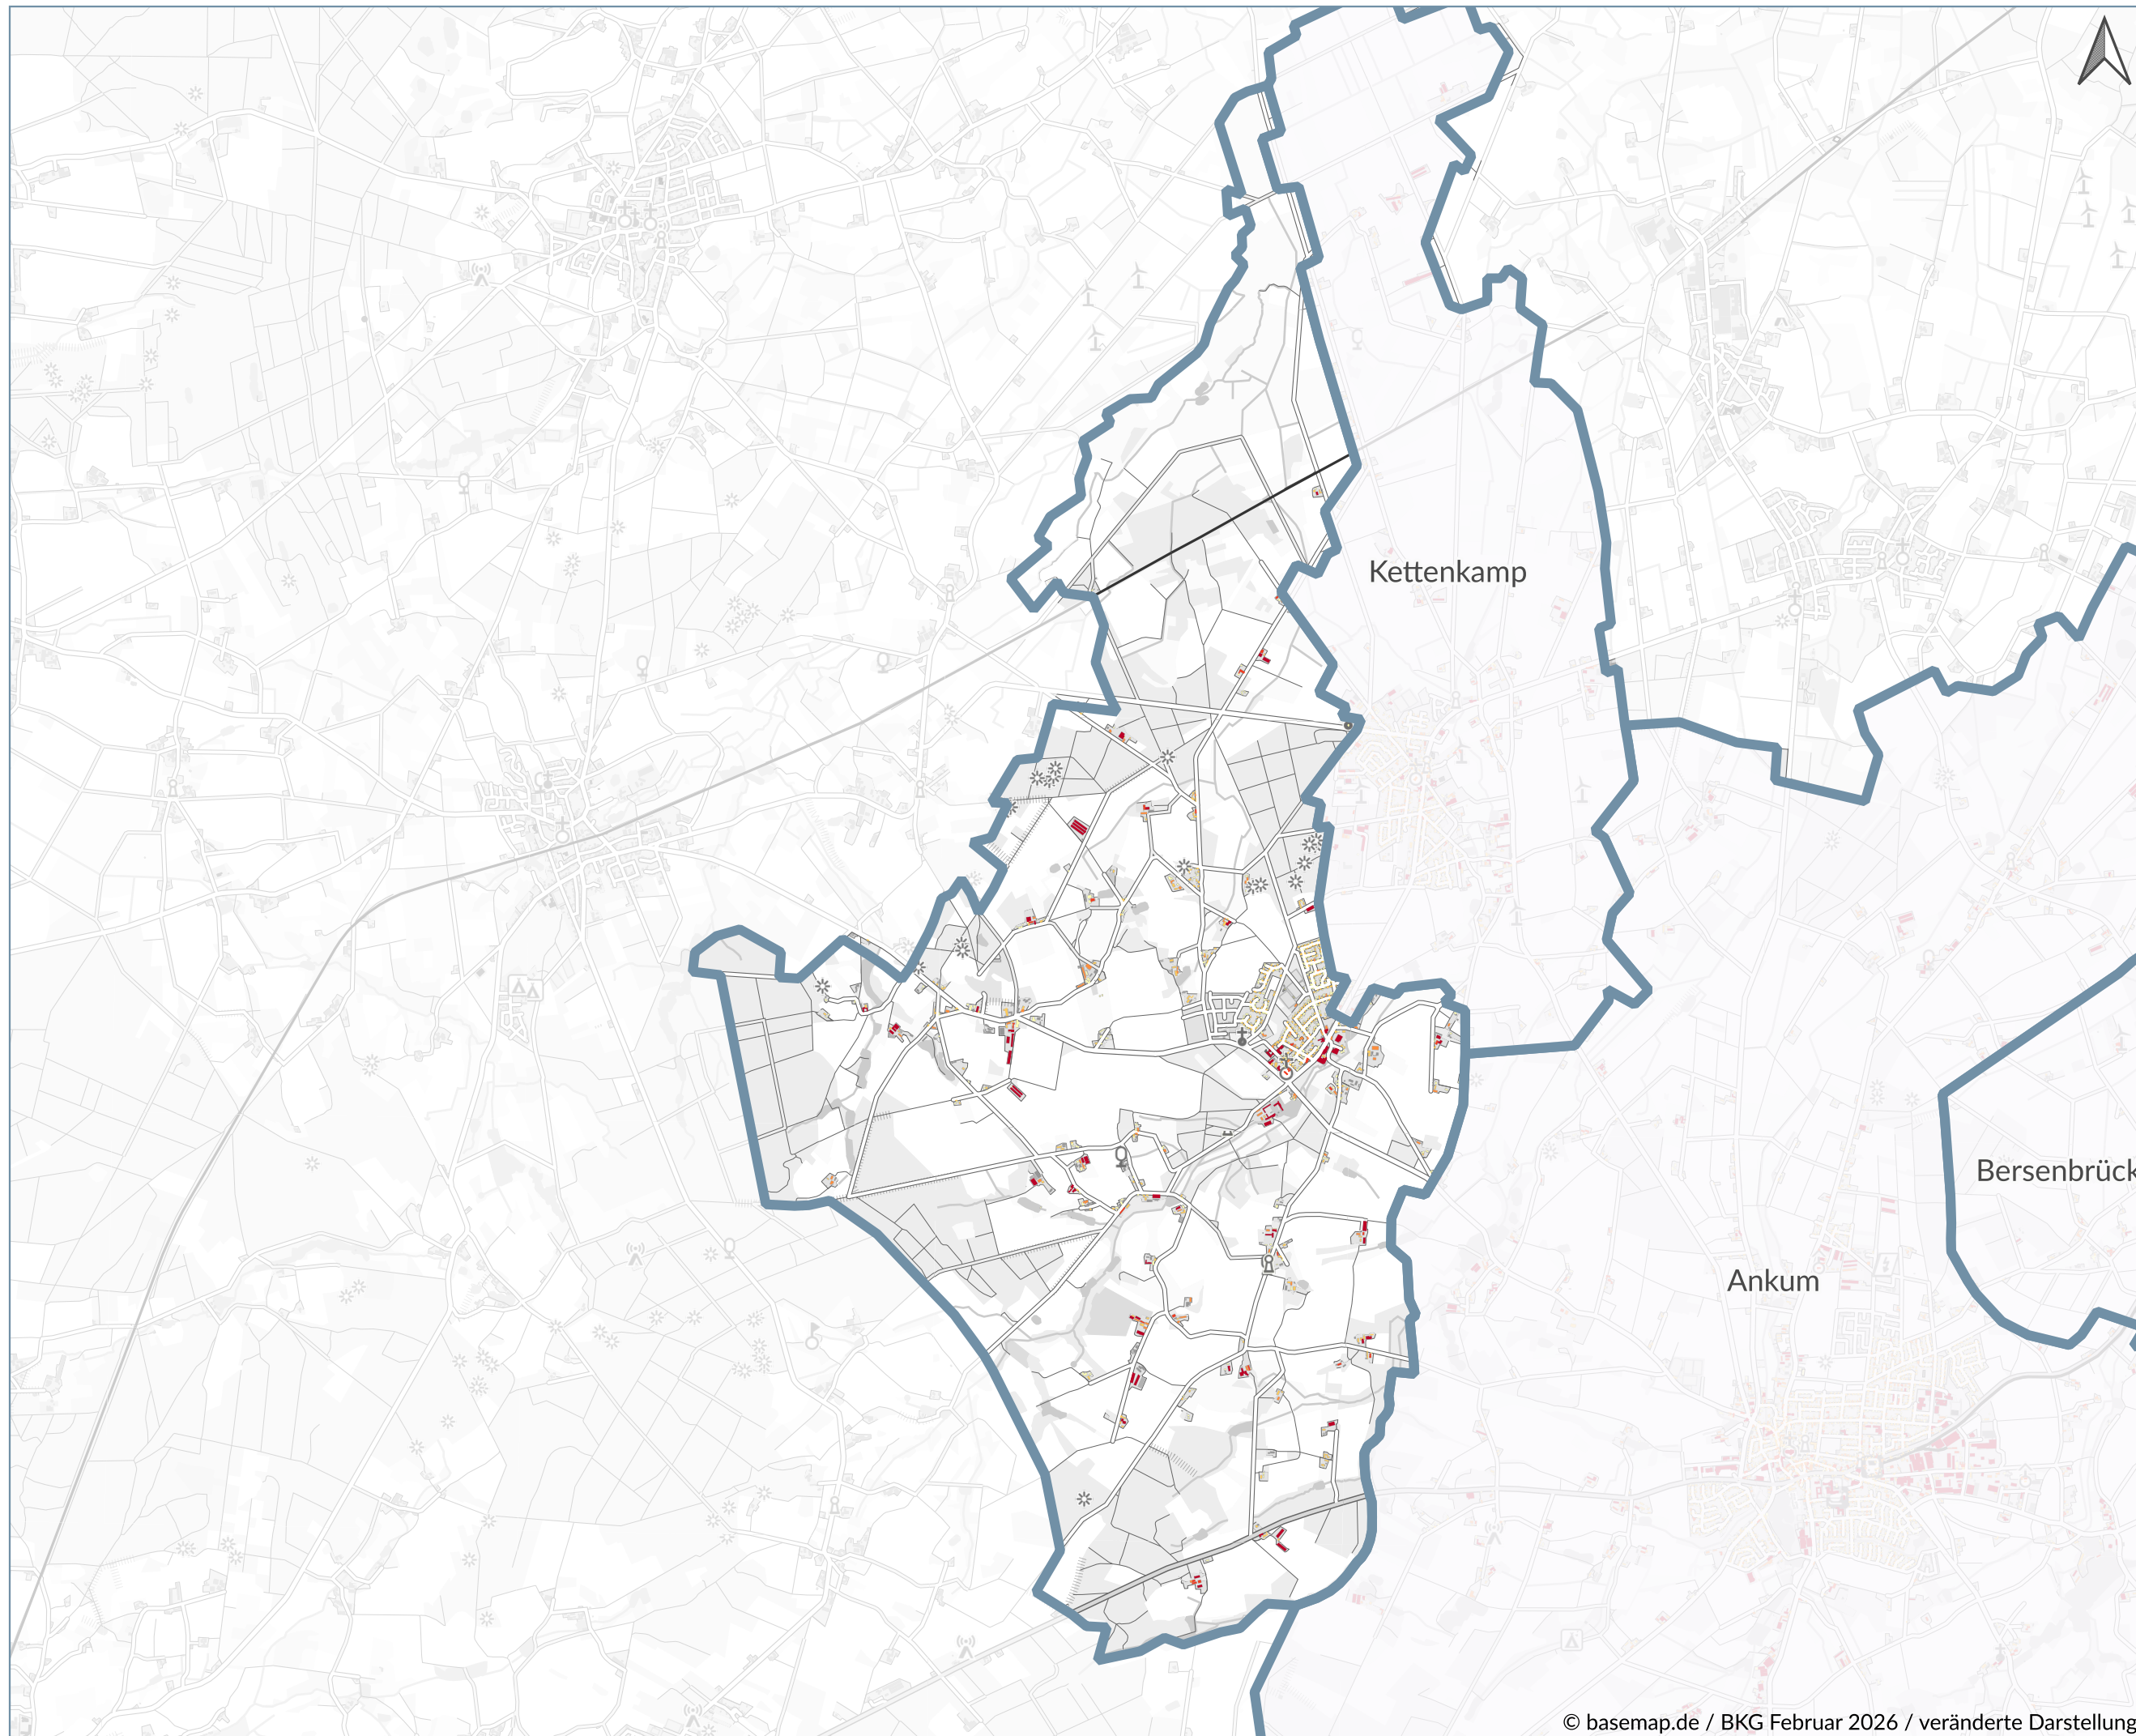 Kettenkamp
Bersenbrück
Ankum
© basemap.de / BKG Februar 2026 / veränderte Darstellung